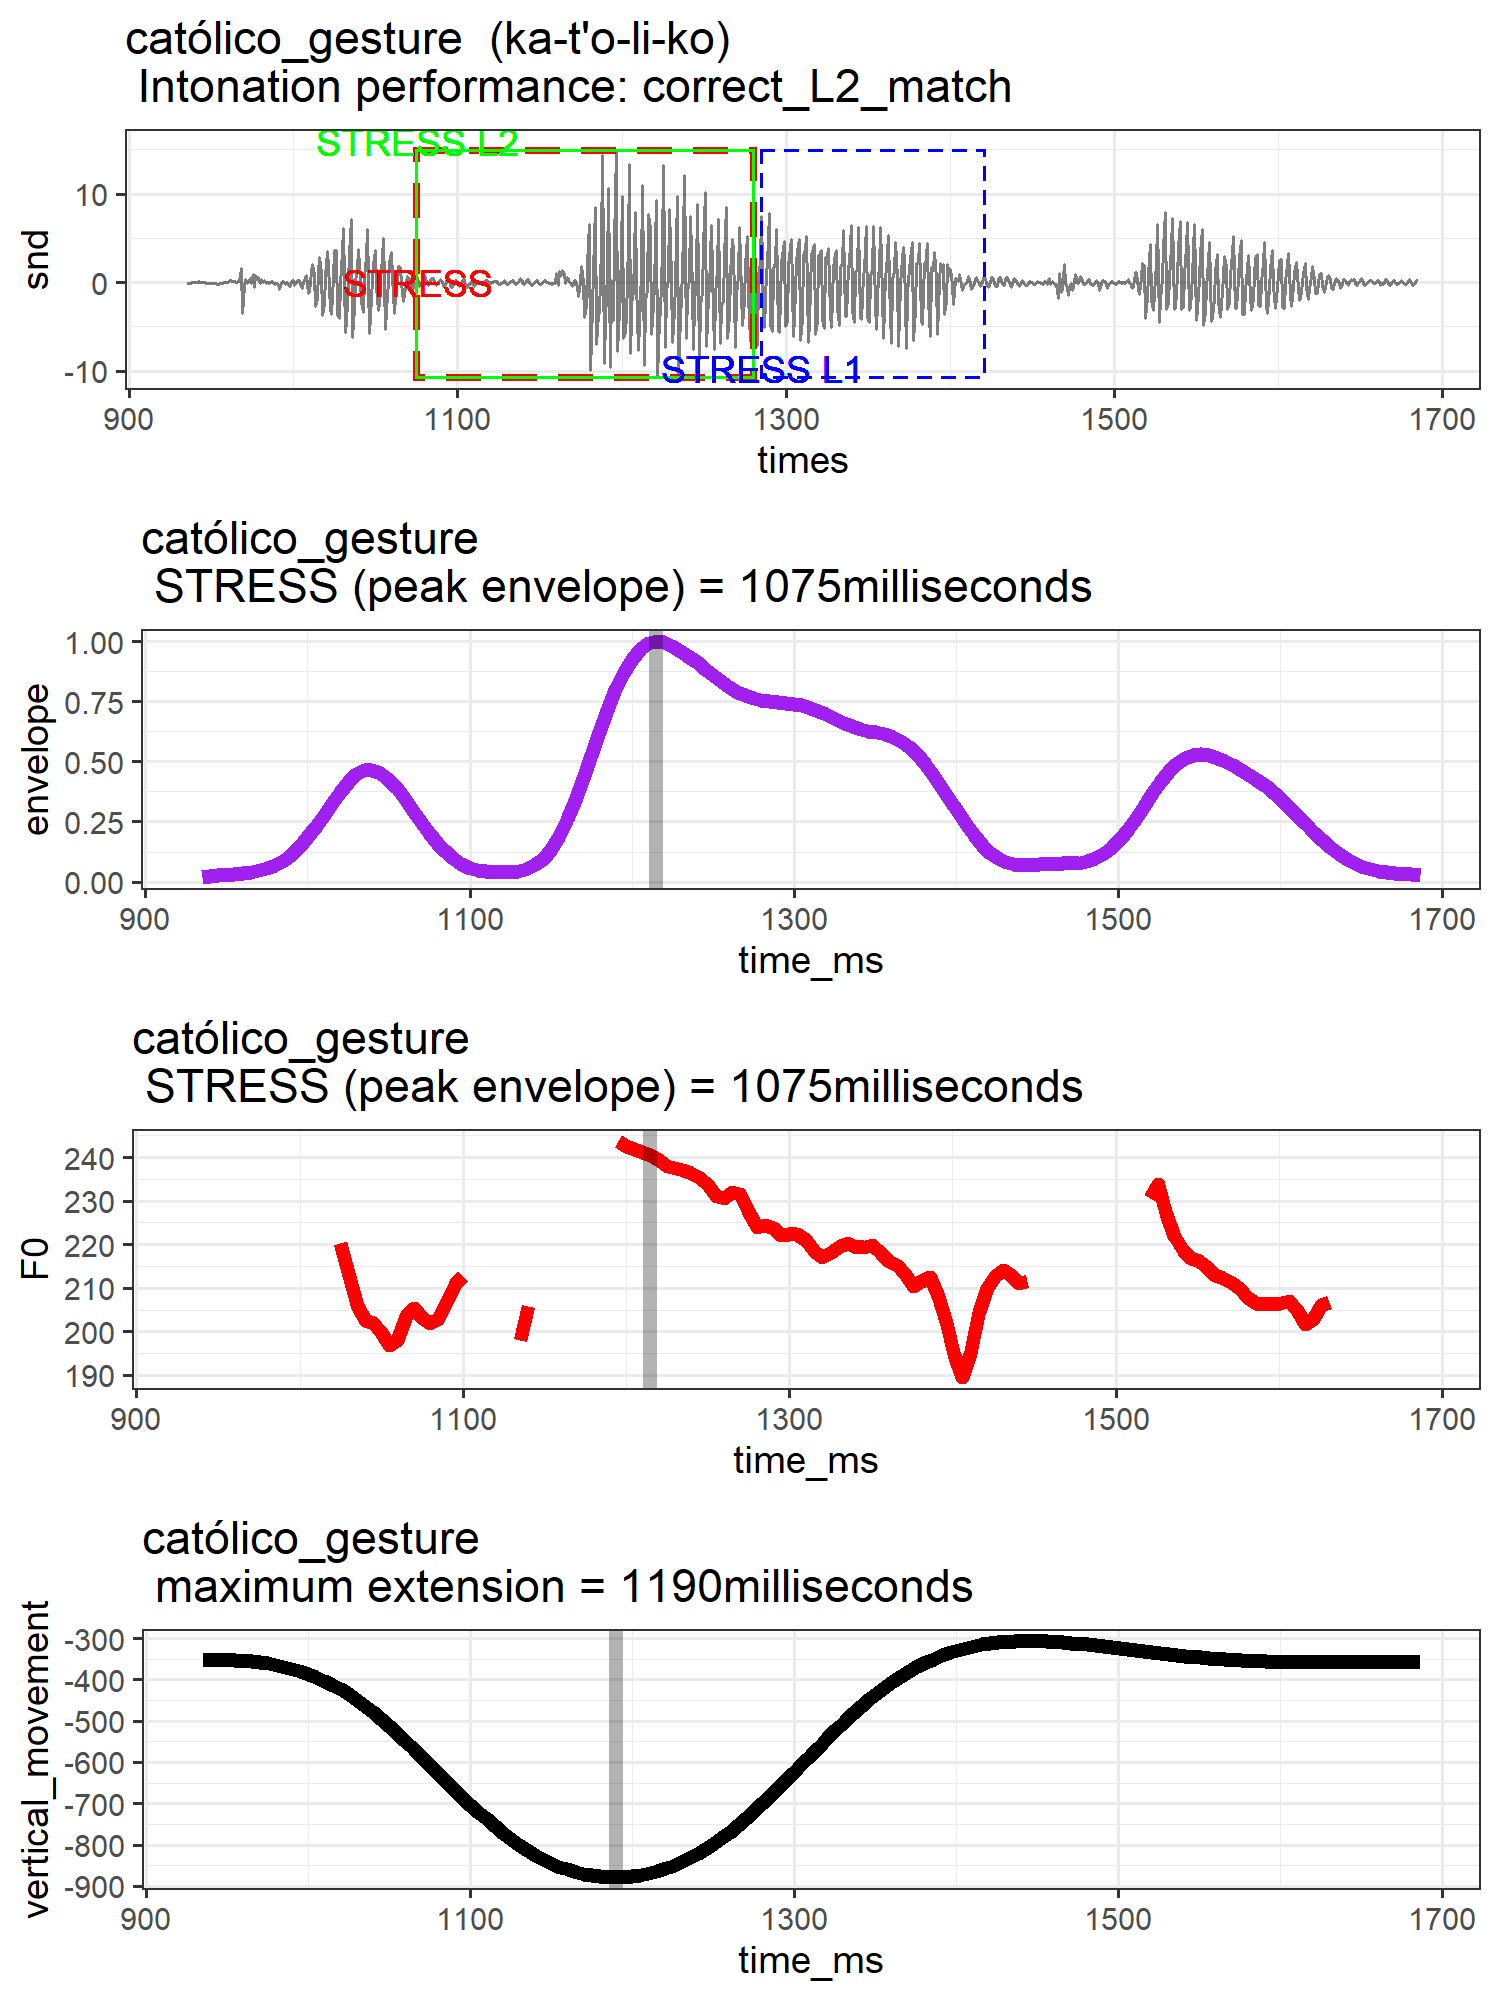 católico_gesture  (ka-t'o-li-ko)
Intonation performance: correct_L2_match
STRESS L2
STRESS
STRESS L1
snd
10
0
-10
900 1100 1300 1500 1700
times
católico_gesture
STRESS (peak envelope) = 1075milliseconds
envelope
1.00
0.75
0.50
0.25
0.00
900 1100 1300 1500 1700
time_ms
católico_gesture
STRESS (peak envelope) = 1075milliseconds
F0
240
230
220
210
200
190
900 1100 1300 1500 1700
time_ms
católico_gesture
maximum extension = 1190milliseconds
vertical_movement
-300
-400
-500
-600
-700
-800
-900
900 1100 1300 1500 1700
time_ms